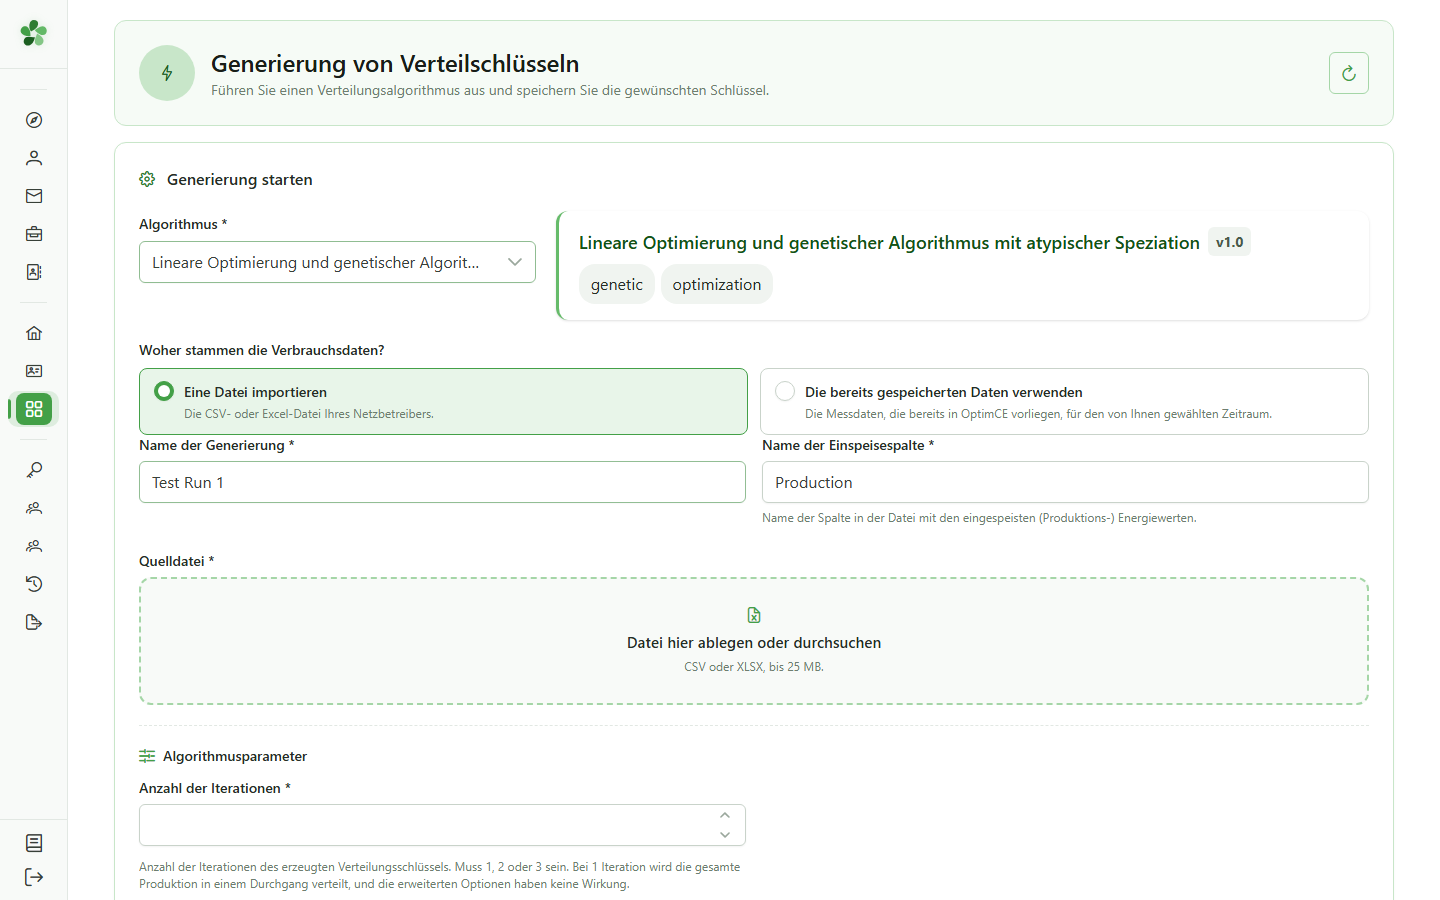 Generierung von Verteilschlüsseln
Führen Sie einen Verteilungsalgorithmus aus und speichern Sie die gewünschten Schlüssel.
Generierung starten
Algorithmus *
Lineare Optimierung und genetischer Algorit...
Lineare Optimierung und genetischer Algorithmus mit atypischer Speziation v1.0
genetic optimization
Woher stammen die Verbrauchsdaten?
Eine Datei importieren
Die CSV- oder Excel-Datei Ihres Netzbetreibers.
Die bereits gespeicherten Daten verwenden
Die Messdaten, die bereits in OptimCE vorliegen, für den von Ihnen gewählten Zeitraum.
Name der Generierung *
Test Run 1
Name der Einspeisespalte *
Production
Name der Spalte in der Datei mit den eingespeisten (Produktions-) Energiewerten.
Quelldatei *
Datei hier ablegen oder durchsuchen
CSV oder XLSX, bis 25 MB.
Algorithmusparameter
Anzahl der Iterationen *
Anzahl der Iterationen des erzeugten Verteilungsschlüssels. Muss 1, 2 oder 3 sein. Bei 1 Iteration wird die gesamte
Produktion in einem Durchgang verteilt, und die erweiterten Optionen haben keine Wirkung.